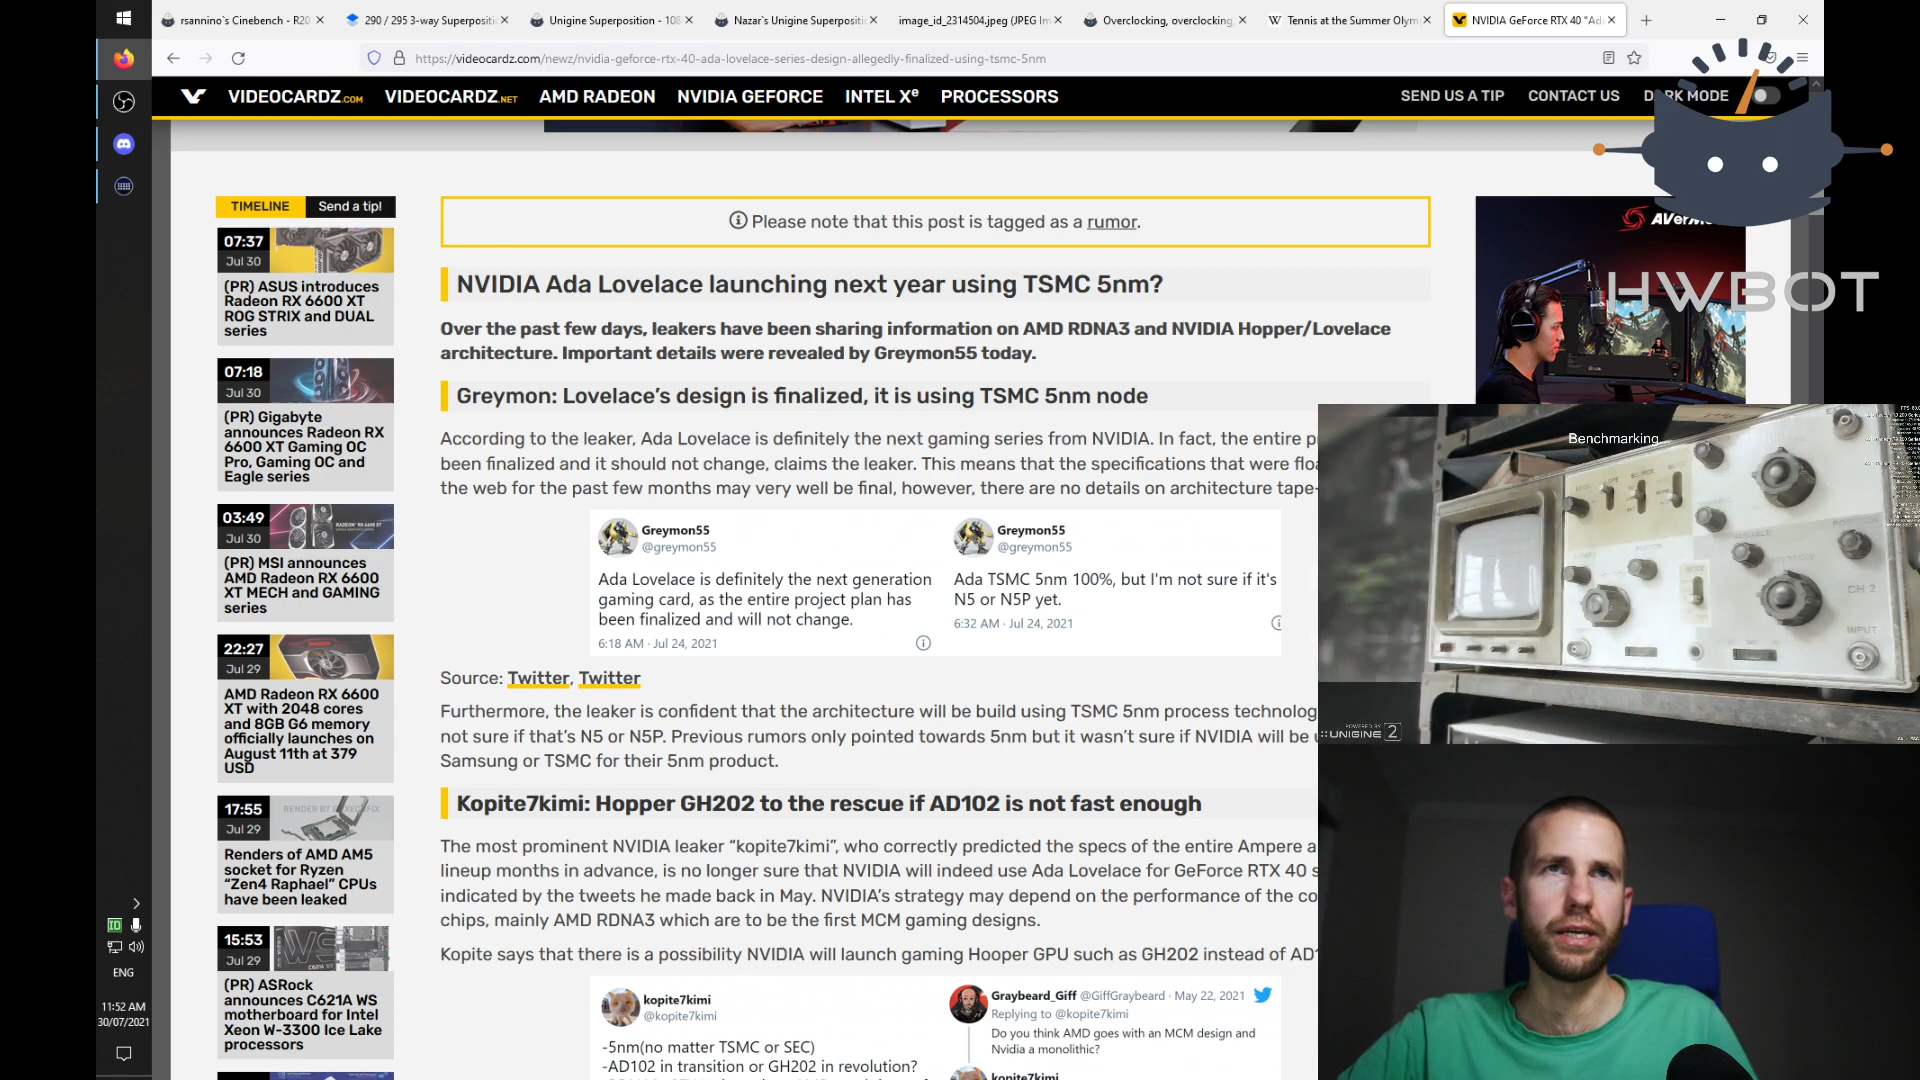 rsannino`s Cinebench - R20
290 / 295 3-way Superpositi
Unigine Superposition - 108
Nazar`s Unigine Superpositi
image_id_2314504.jpeg (JPEG Im
Overclocking, overclocking,
Tennis at the Summer Olym
NVIDIA GeForce RTX 40 "Ad
https://videocardz.com/newz/nvidia-geforce-rtx-40-ada-lovelace-series-design-allegedly-finalized-using-tsmc-5nm
VIDEOCARDZ.COM
VIDEOCARDZ.NET
AMD RADEON
NVIDIA GEFORCE
INTEL Xe
PROCESSORS
SEND US A TIP
CONTACT US
DARK MODE
HWBOT
TIMELINE
Send a tip!
07:37
Jul 30
(PR) ASUS introduces
Radeon RX 6600 XT
ROG STRIX and DUAL
series
07:18
Jul 30
(PR) Gigabyte
announces Radeon RX
6600 XT Gaming OC
Pro, Gaming OC and
Eagle series
03:49
Jul 30
(PR) MSI announces
AMD Radeon RX 6600
XT MECH and GAMING
series
22:27
Jul 29
AMD Radeon RX 6600
XT with 2048 cores
and 8GB G6 memory
officially launches on
August 11th at 379
USD
17:55
Jul 29
Renders of AMD AM5
socket for Ryzen
"Zen4 Raphael" CPUs
have been leaked
15:53
Jul 29
(PR) ASRock
announces C621A WS
motherboard for Intel
Xeon W-3300 Ice Lake
processors
Please note that this post is tagged as a rumor.
NVIDIA Ada Lovelace launching next year using TSMC 5nm?
Over the past few days, leakers have been sharing information on AMD RDNA3 and NVIDIA Hopper/Lovelace
architecture. Important details were revealed by Greymon55 today.
Greymon: Lovelace's design is finalized, it is using TSMC 5nm node
According to the leaker, Ada Lovelace is definitely the next gaming series from NVIDIA. In fact, the entire p
been finalized and it should not change, claims the leaker. This means that the specifications that were floa
the web for the past few months may very well be final, however, there are no details on architecture tape-
Greymon55
@greymon55
Ada Lovelace is definitely the next generation
gaming card, as the entire project plan has
been finalized and will not change.
6:18 AM · Jul 24, 2021
Greymon55
@greymon55
Ada TSMC 5nm 100%, but I'm not sure if it's
N5 or N5P yet.
6:32 AM · Jul 24, 2021
Source: Twitter, Twitter
Furthermore, the leaker is confident that the architecture will be build using TSMC 5nm process technolog
not sure if that's N5 or N5P. Previous rumors only pointed towards 5nm but it wasn't sure if NVIDIA will be u
Samsung or TSMC for their 5nm product.
Kopite7kimi: Hopper GH202 to the rescue if AD102 is not fast enough
The most prominent NVIDIA leaker "kopite7kimi", who correctly predicted the specs of the entire Ampere a
lineup months in advance, is no longer sure that NVIDIA will indeed use Ada Lovelace for GeForce RTX 40 s
indicated by the tweets he made back in May. NVIDIA's strategy may depend on the performance of the co
chips, mainly AMD RDNA3 which are to be the first MCM gaming designs.
Kopite says that there is a possibility NVIDIA will launch gaming Hooper GPU such as GH202 instead of AD1
kopite7kimi
@kopite7kimi
-5nm(no matter TSMC or SEC)
-AD102 in transition or GH202 in revolution?
Graybeard_Giff @GiffGraybeard · May 22, 2021
Replying to @kopite7kimi
Do you think AMD goes with an MCM design and
Nvidia a monolithic?
kopite7kimi
Benchmarking ...
CH 2
INPUT
POWERED BY
UNIGINE 2
ENG
11:52 AM
30/07/2021